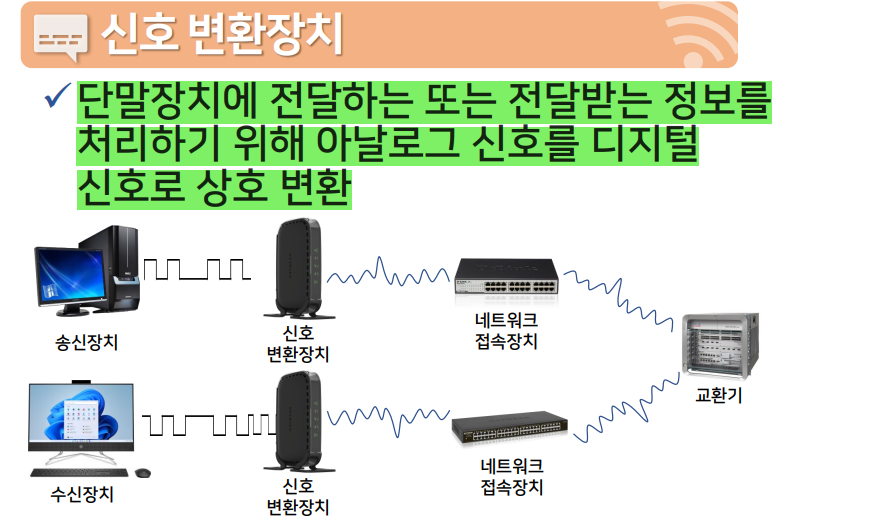 신호 변환장치
단말장치에 전달하는 또는 전달받는 정보를
처리하기 위해 아날로그 신호를 디지털
신호로 상호 변환
송신장치
신호
변환장치
네트워크
접속장치
교환기
수신장치
신호
변환장치
네트워크
접속장치